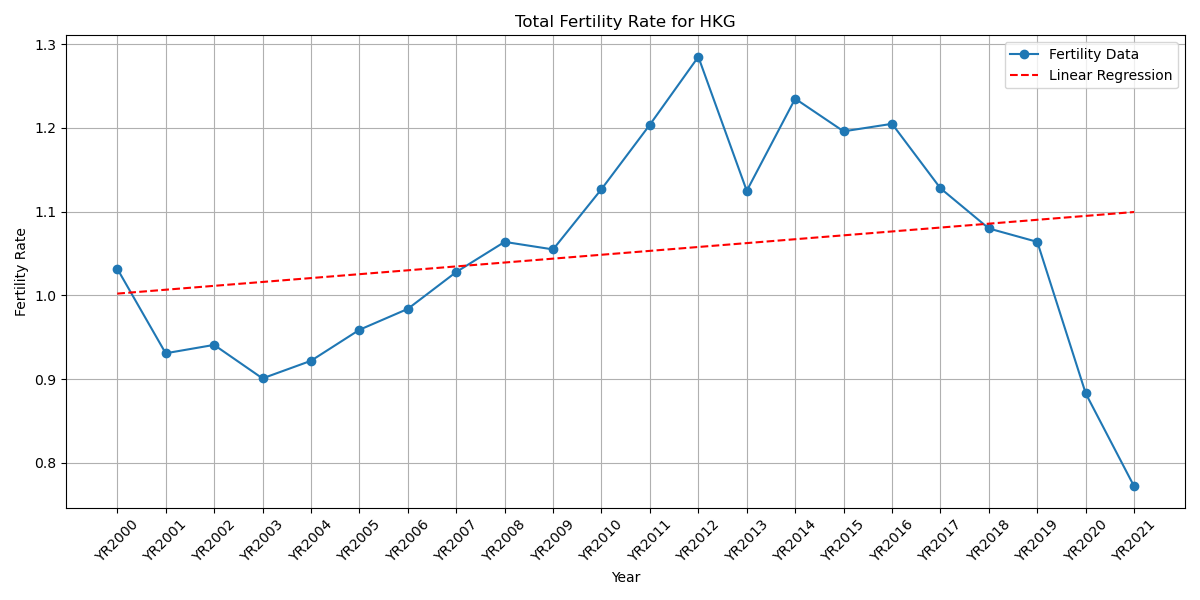 Total Fertility Rate for HKG
Fertility Data
Linear Regression
Fertility Rate
1.3
1.2
1.1
1.0
0.9
0.8
YR2000
YR2001
YR2002
YR2003
YR2004
YR2005
YR2006
YR2007
YR2008
YR2009
YR2010
YR2011
YR2012
YR2013
YR2014
YR2015
YR2016
YR2017
YR2018
YR2019
YR2020
YR2021
Year